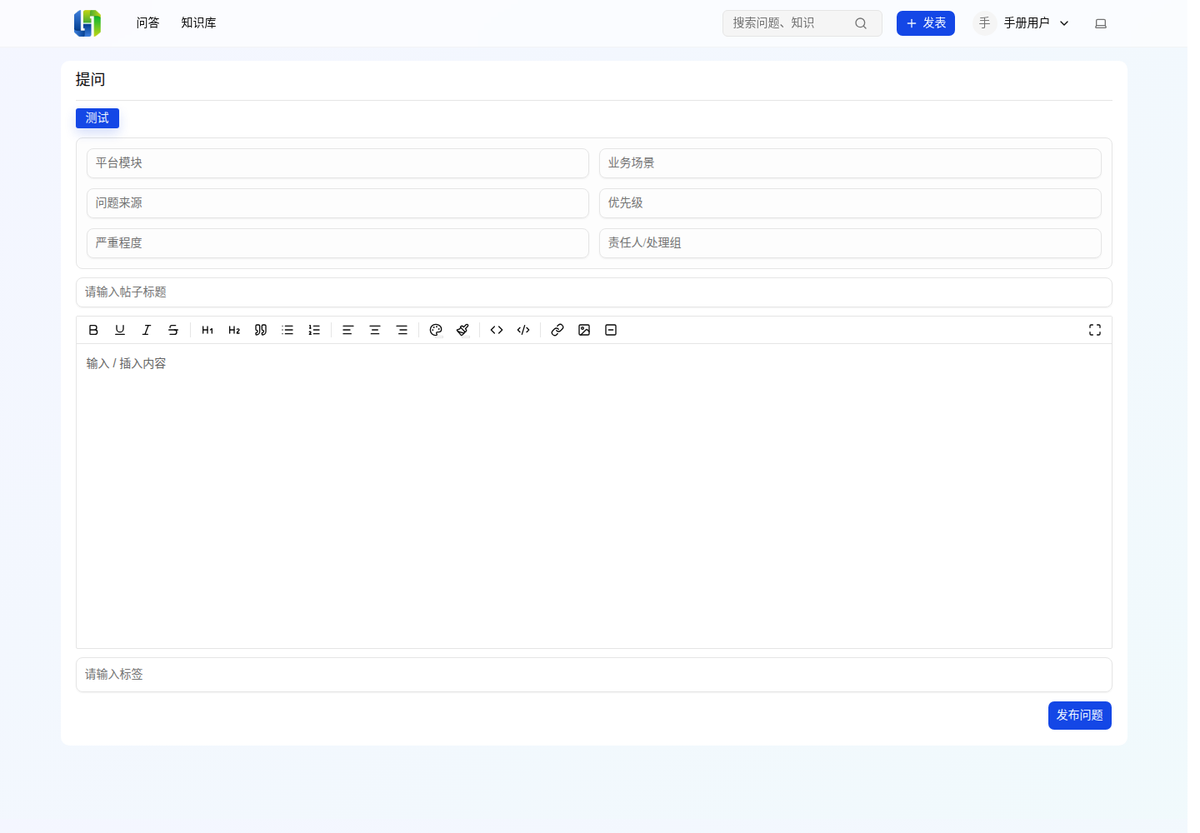 问答 知识库 搜索问题、知识 发表 手 手册用户
提问
测试
平台模块 业务场景
问题来源 优先级
严重程度 责任人/处理组
请输入帖子标题
H1 H2
输入 / 插入内容
请输入标签
发布问题